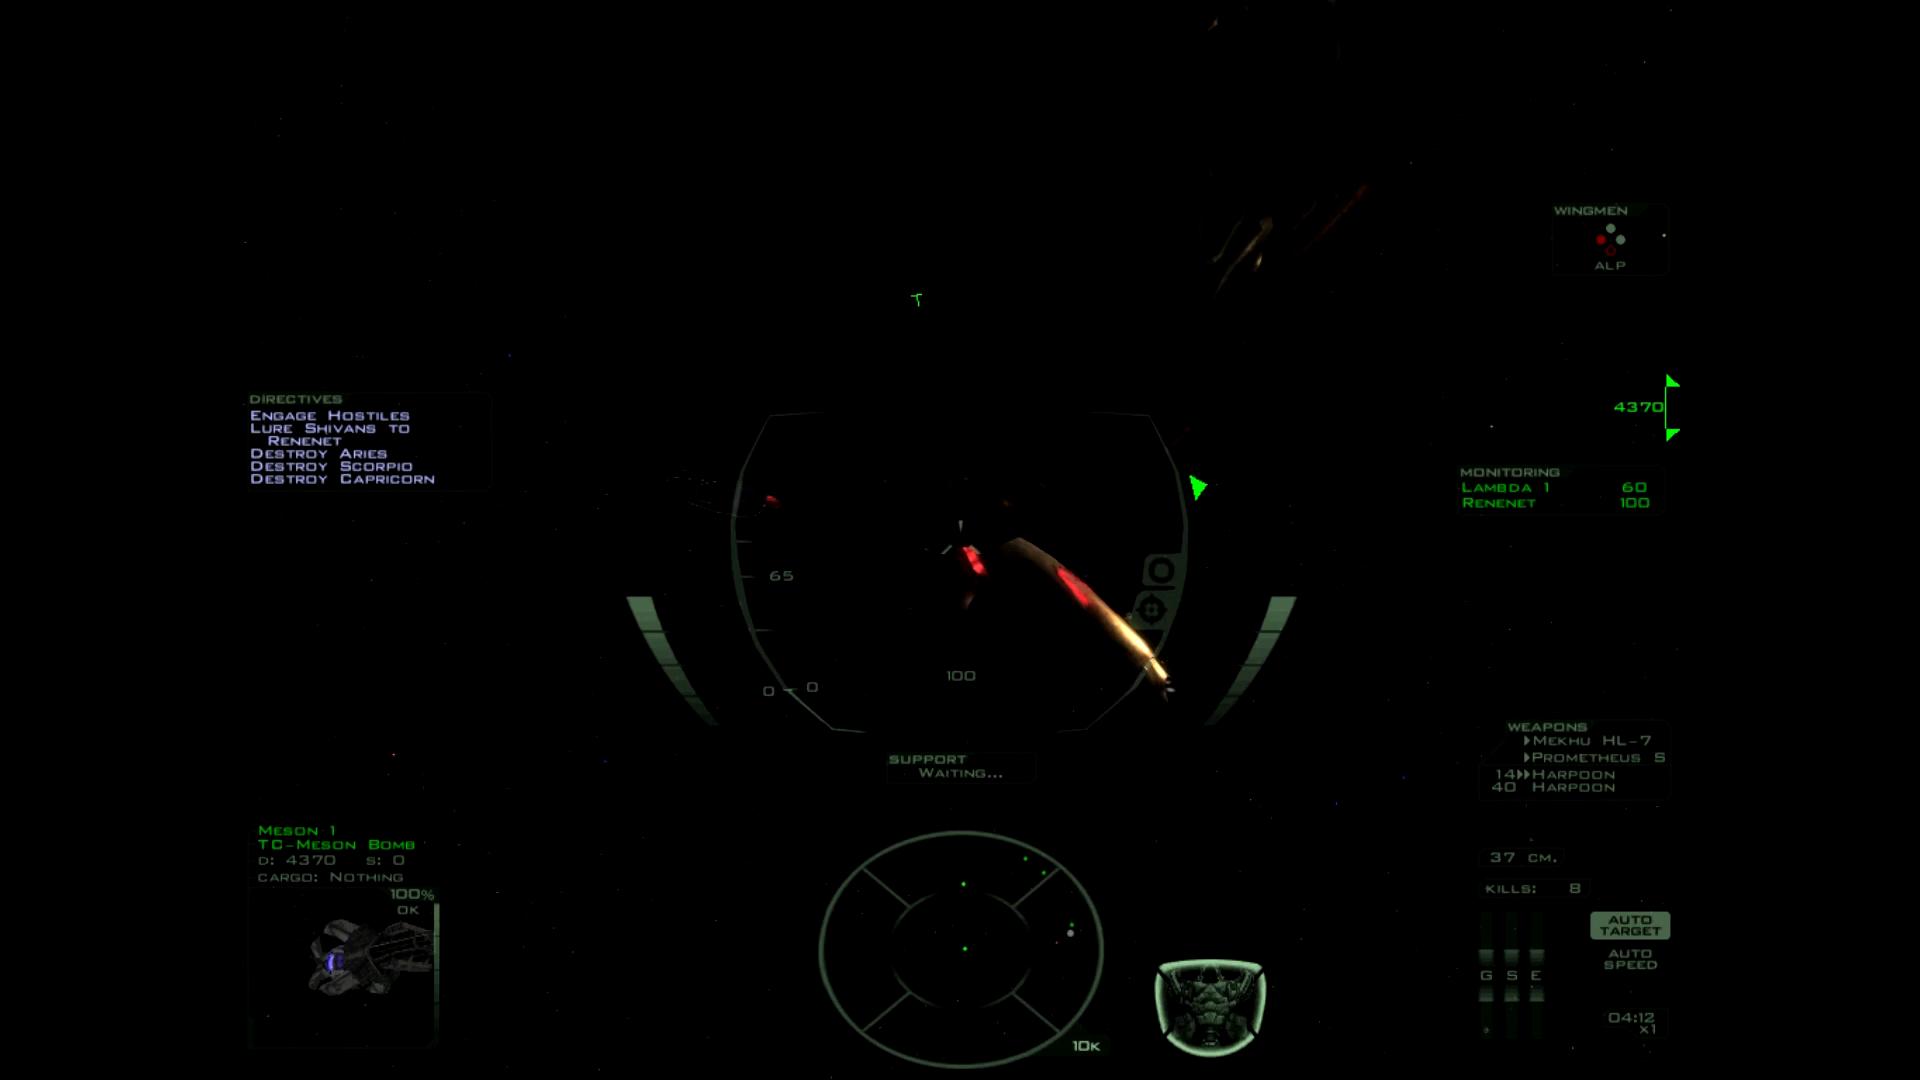 WINGMEN
ALP
DIRECTIVES
ENGAGE HOSTILES
LURE SHIVANS TO
RENENET
DESTROY ARIES
DESTROY SCORPIO
DESTROY CAPRICORN
4370
MONITORING
LAMBDA 1 60
RENENET 100
65
100
0 0
SUPPORT
WAITING...
WEAPONS
MEKHU HL-7
PROMETHEUS S
14 HARPOON
40 HARPOON
MESON 1
TC-MESON BOMB
D: 4370 S: 0
CARGO: NOTHING
100%
OK
37 CM.
KILLS: 8
AUTO
TARGET
AUTO
SPEED
G S E
04:12
X1
10K